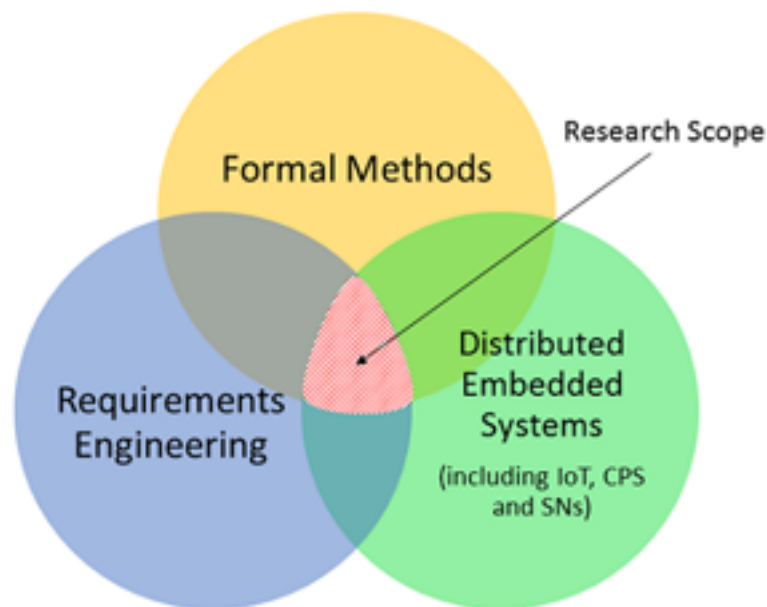 Research Scope
Formal Methods
Distributed
Embedded
Systems
(including IoT, CPS
and SNs)
Requirements
Engineering